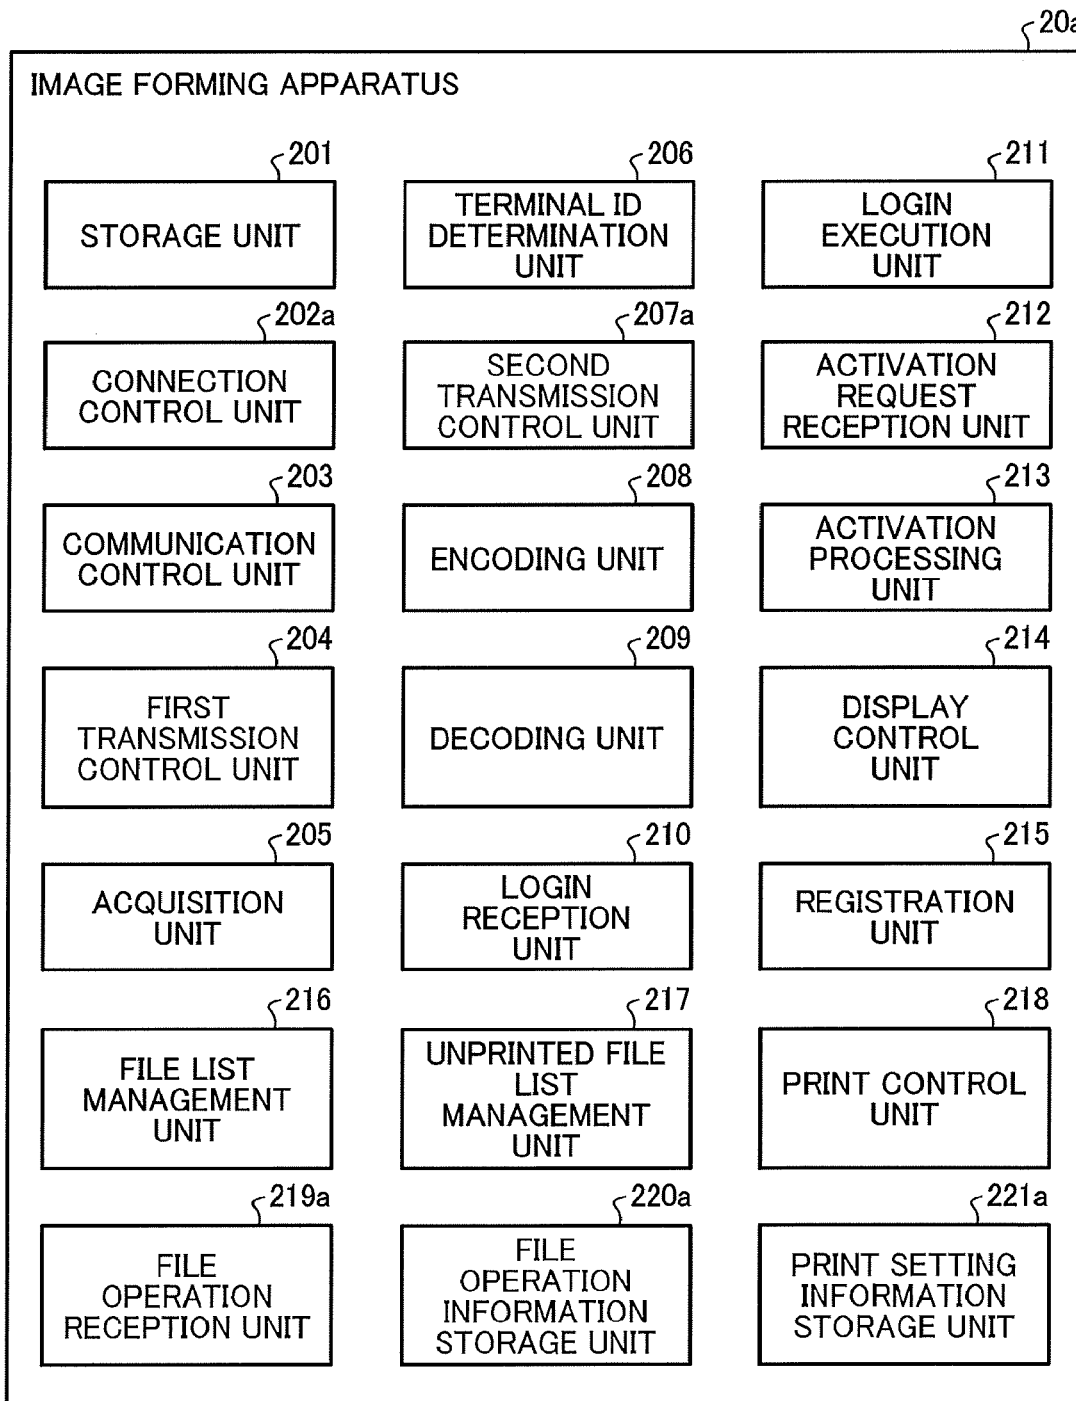 20a
IMAGE FORMING APPARATUS
201
STORAGE UNIT
206
TERMINAL ID
DETERMINATION
UNIT
211
LOGIN
EXECUTION
UNIT
202a
CONNECTION
CONTROL UNIT
207a
SECOND
TRANSMISSION
CONTROL UNIT
212
ACTIVATION
REQUEST
RECEPTION UNIT
203
COMMUNICATION
CONTROL UNIT
208
ENCODING UNIT
213
ACTIVATION
PROCESSING
UNIT
204
FIRST
TRANSMISSION
CONTROL UNIT
209
DECODING UNIT
214
DISPLAY
CONTROL
UNIT
205
ACQUISITION
UNIT
210
LOGIN
RECEPTION
UNIT
215
REGISTRATION
UNIT
216
FILE LIST
MANAGEMENT
UNIT
217
UNPRINTED FILE
LIST
MANAGEMENT
UNIT
218
PRINT CONTROL
UNIT
219a
FILE
OPERATION
RECEPTION UNIT
220a
FILE
OPERATION
INFORMATION
STORAGE UNIT
221a
PRINT SETTING
INFORMATION
STORAGE UNIT